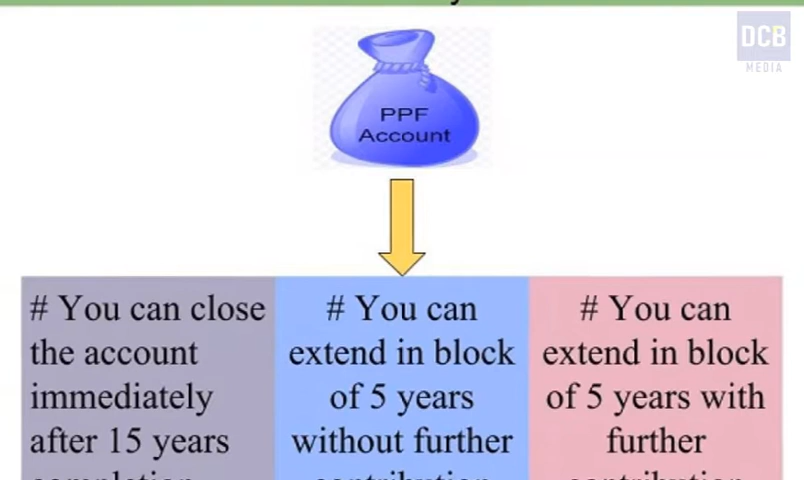 DCB
MEDIA
PPF
Account
# You can close
the account
immediately
after 15 years
# You can
extend in block
of 5 years
without further
# You can
extend in block
of 5 years with
further